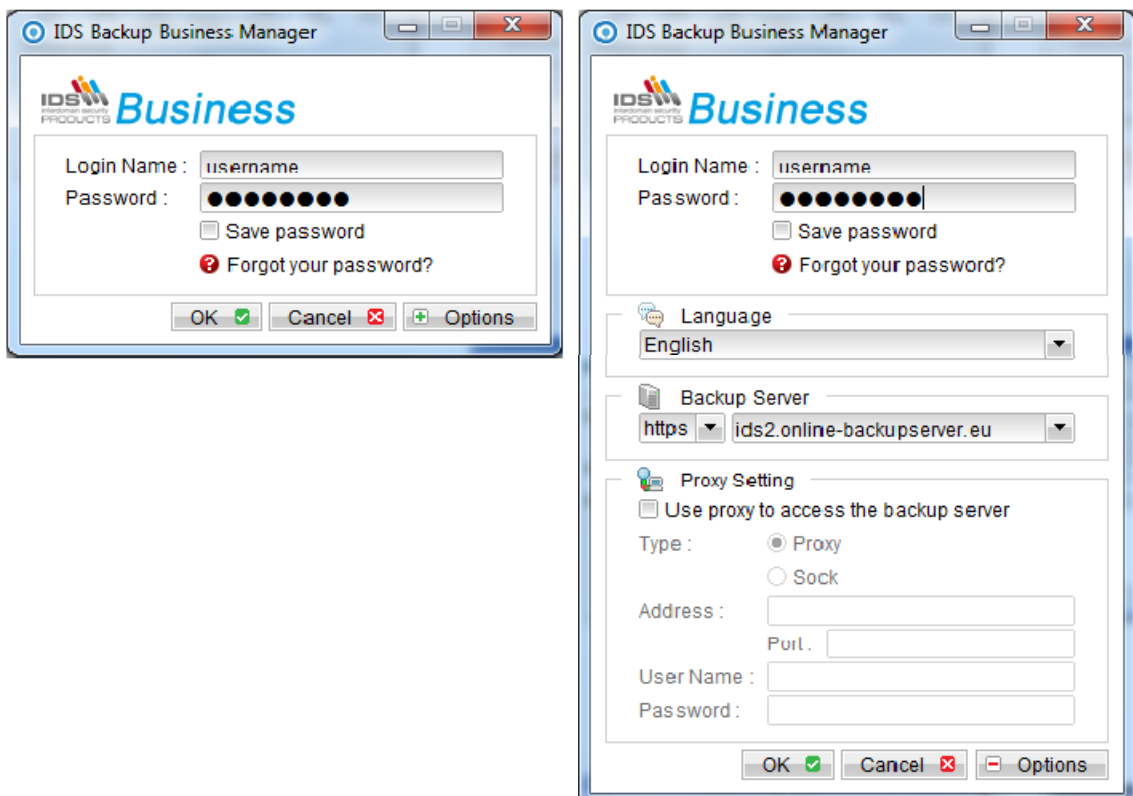 IDS Backup Business Manager
IDS
interdomain security
PRODUCTS
Business
Login Name :
username
Password :
●●●●●●●●
Save password
? Forgot your password?
OK
Cancel
Options
IDS Backup Business Manager
IDS
interdomain security
PRODUCTS
Business
Login Name :
username
Password :
●●●●●●●●
Save password
? Forgot your password?
Language
English
Backup Server
https
ids2.online-backupserver.eu
Proxy Setting
Use proxy to access the backup server
Type :
Proxy
Sock
Address :
Port :
User Name :
Password :
OK
Cancel
Options